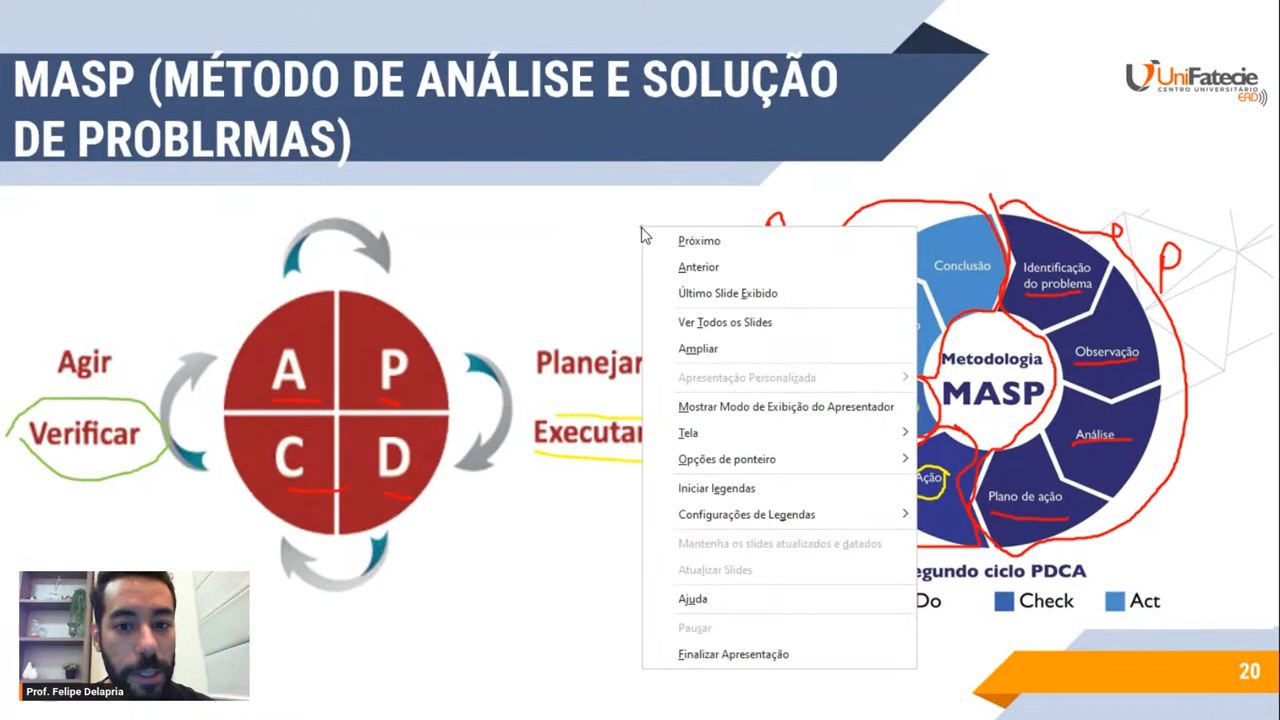 MASP (MÉTODO DE ANÁLISE E SOLUÇÃO
DE PROBLRMAS)
UniFatecie
CENTRO UNIVERSITÁRIO
EAD
Agir
Verificar
A
P
C
D
Planejar
Executar
Próximo
Anterior
Último Slide Exibido
Ver Todos os Slides
Ampliar
Apresentação Personalizada
Mostrar Modo de Exibição do Apresentador
Tela
Opções de ponteiro
Iniciar legendas
Configurações de Legendas
Mantenha os slides atualizados e datados
Atualizar Slides
Ajuda
Pausar
Finalizar Apresentação
Conclusão
Identificação
do problema
P
Observação
Metodologia
MASP
Análise
Ação
Plano de ação
egundo ciclo PDCA
Do
Check
Act
Prof. Felipe Delapria
20